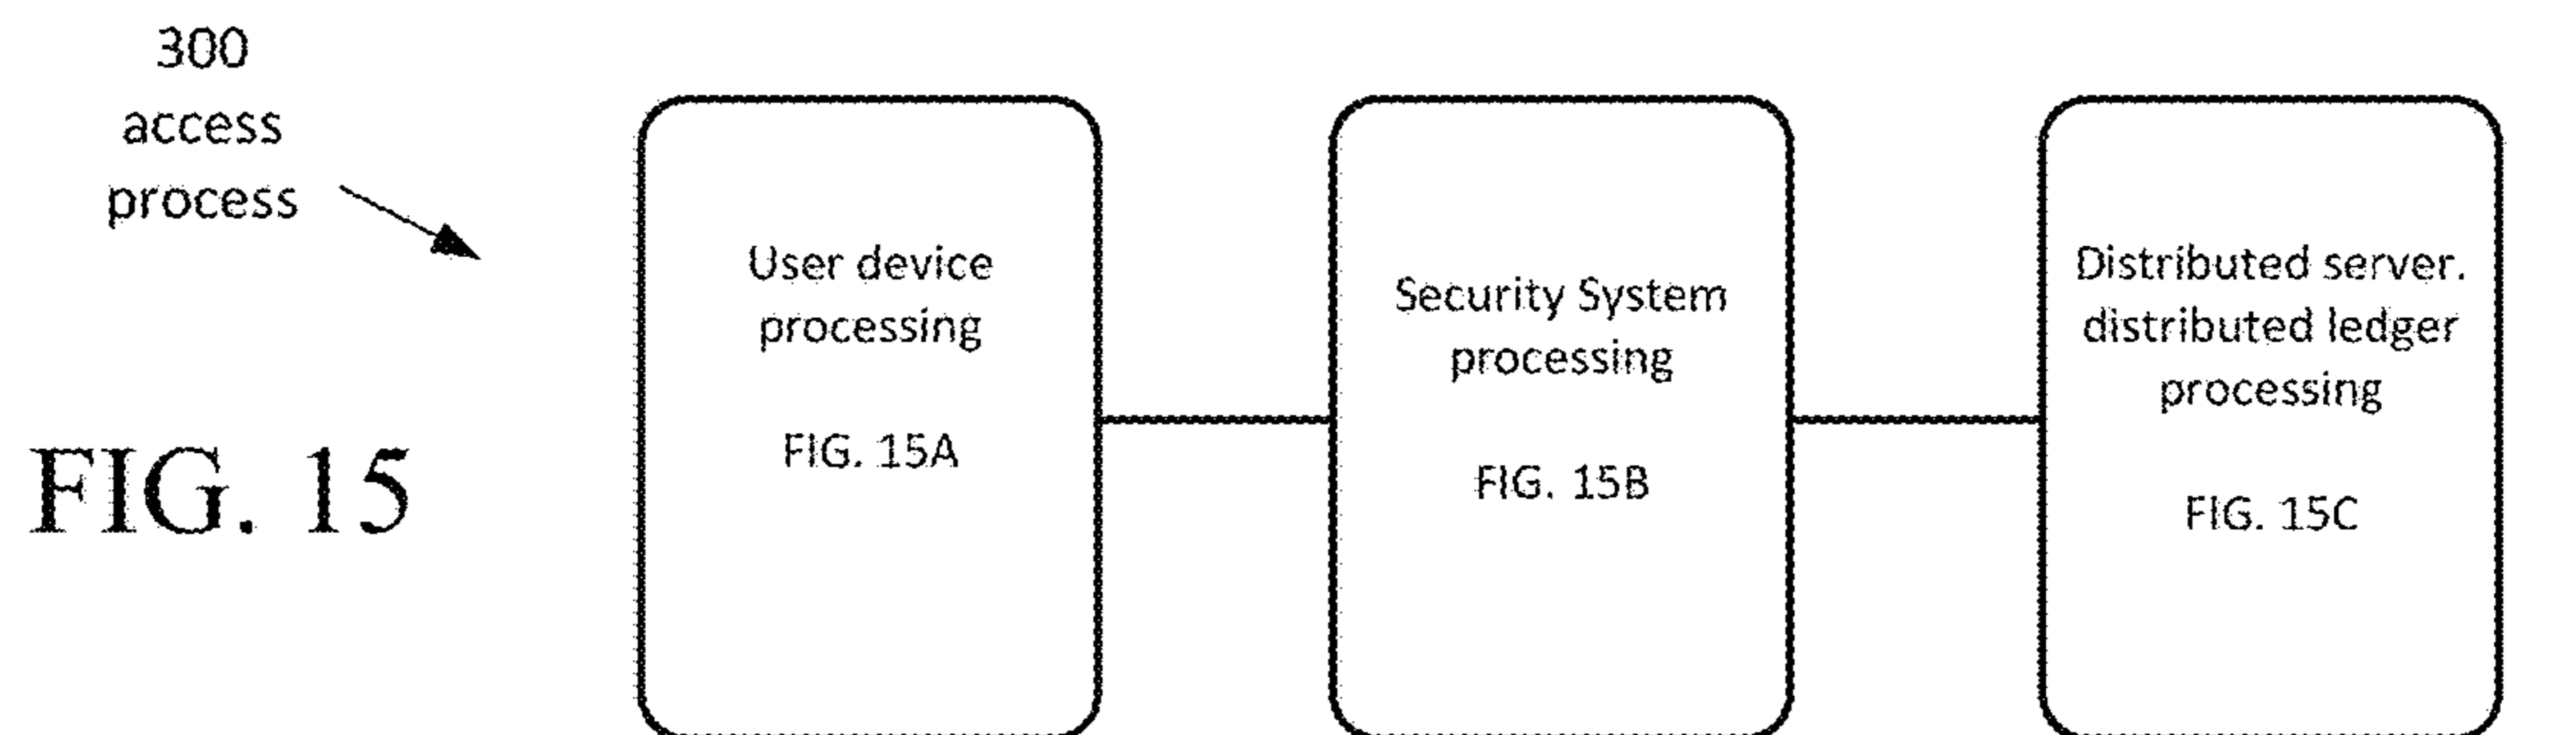 300
access
process
FIG. 15
User device
processing
FIG. 15A
Security System
processing
FIG. 15B
Distributed server.
distributed ledger
processing
FIG. 15C